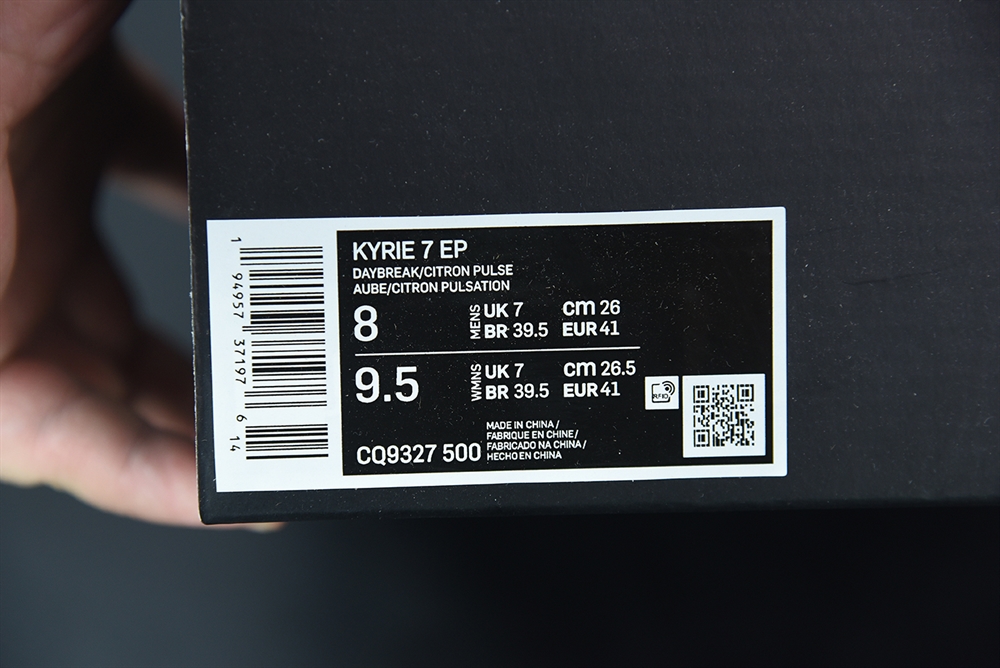 KYRIE 7 EP
DAYBREAK/CITRON PULSE
AUBE/CITRON PULSATION
8 MENS UK 7 cm 26
BR 39.5 EUR 41
9.5 WMNS UK 7 cm 26.5
BR 39.5 EUR 41
RFID
CQ9327 500
MADE IN CHINA /
FABRIQUE EN CHINE/
FABRICADO NA CHINA /
HECHO EN CHINA
1 94957 37197 6 14